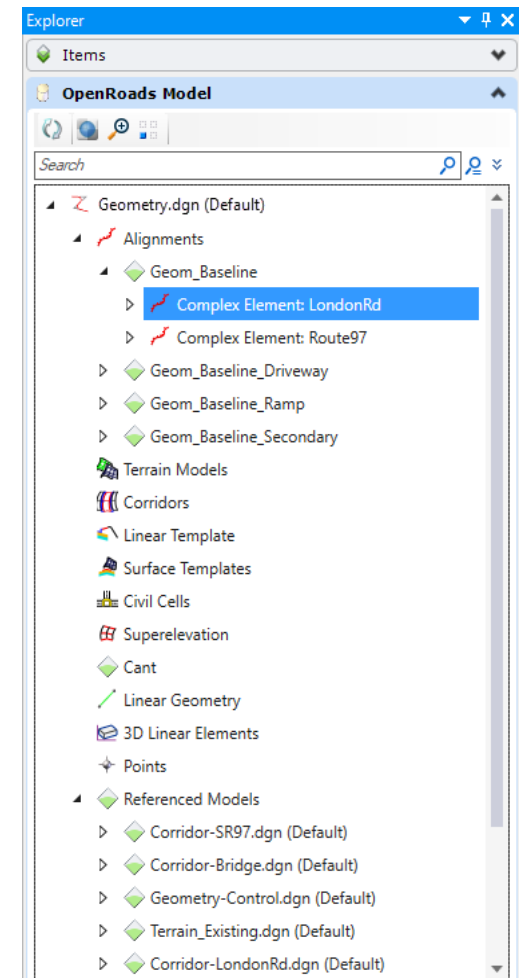 Explorer
Items
OpenRoads Model
Search
Geometry.dgn (Default)
Alignments
Geom_Baseline
Complex Element: LondonRd
Complex Element: Route97
Geom_Baseline_Driveway
Geom_Baseline_Ramp
Geom_Baseline_Secondary
Terrain Models
Corridors
Linear Template
Surface Templates
Civil Cells
Superelevation
Cant
Linear Geometry
3D Linear Elements
Points
Referenced Models
Corridor-SR97.dgn (Default)
Corridor-Bridge.dgn (Default)
Geometry-Control.dgn (Default)
Terrain_Existing.dgn (Default)
Corridor-LondonRd.dgn (Default)